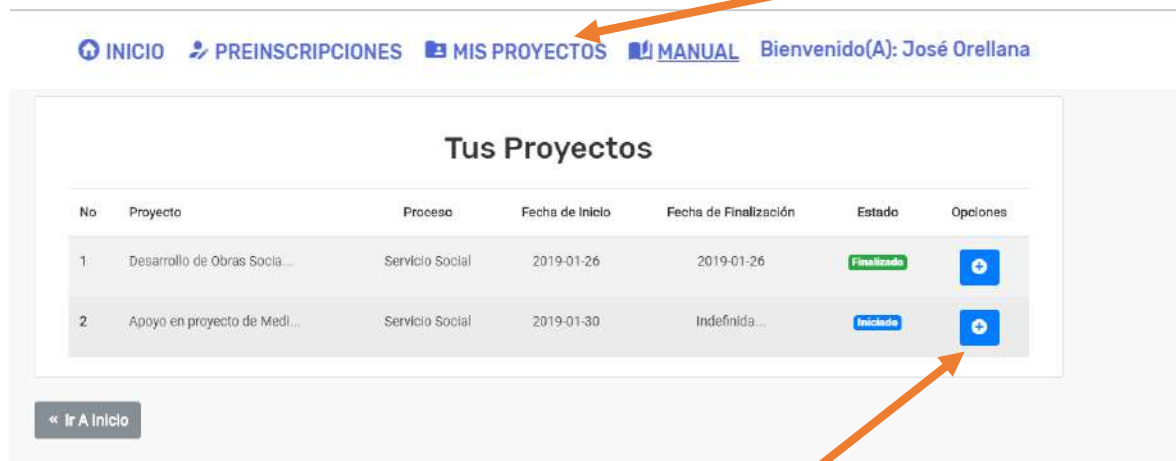 INICIO PREINSCRIPCIONES MIS PROYECTOS MANUAL Bienvenido(A): José Orellana
Tus Proyectos
No Proyecto Proceso Fecha de Inicio Fecha de Finalización Estado Opciones
1 Desarrollo de Obras Socia... Servicio Social 2019-01-26 2019-01-26 Finalizado
2 Apoyo en proyecto de Medi... Servicio Social 2019-01-30 Indefinida... Iniciado
« Ir A Inicio